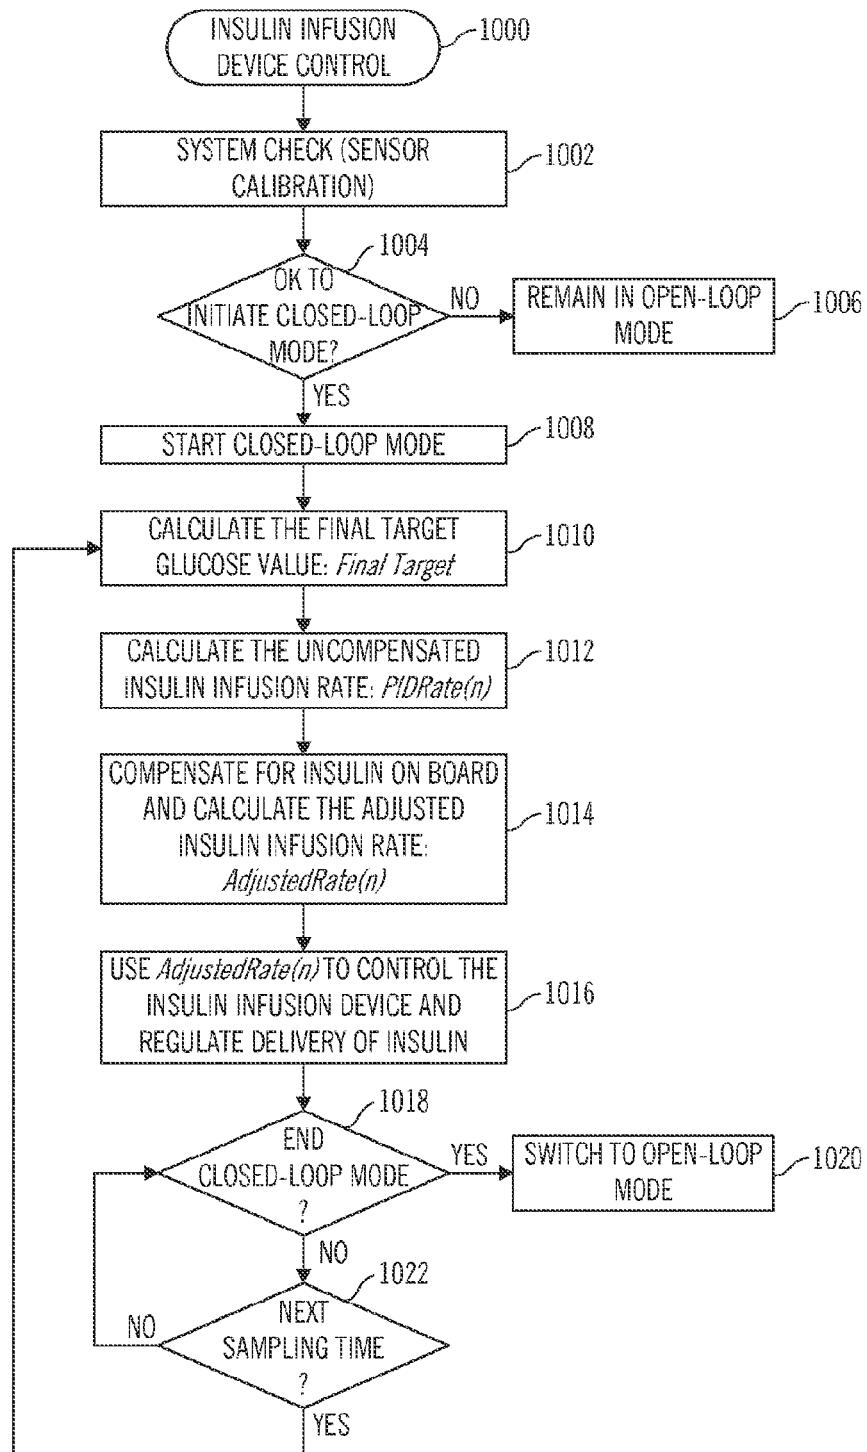 INSULIN INFUSION
DEVICE CONTROL
1000
SYSTEM CHECK (SENSOR
CALIBRATION)
1002
1004
OK TO
INITIATE CLOSED-LOOP
MODE?
NO
REMAIN IN OPEN-LOOP
MODE
1006
YES
START CLOSED-LOOP MODE
1008
CALCULATE THE FINAL TARGET
GLUCOSE VALUE: Final Target
1010
CALCULATE THE UNCOMPENSATED
INSULIN INFUSION RATE: PIDRate(n)
1012
COMPENSATE FOR INSULIN ON BOARD
AND CALCULATE THE ADJUSTED
INSULIN INFUSION RATE:
AdjustedRate(n)
1014
USE AdjustedRate(n) TO CONTROL THE
INSULIN INFUSION DEVICE AND
REGULATE DELIVERY OF INSULIN
1016
1018
END
CLOSED-LOOP MODE
?
YES
SWITCH TO OPEN-LOOP
MODE
1020
NO
1022
NEXT
SAMPLING TIME
?
NO
YES